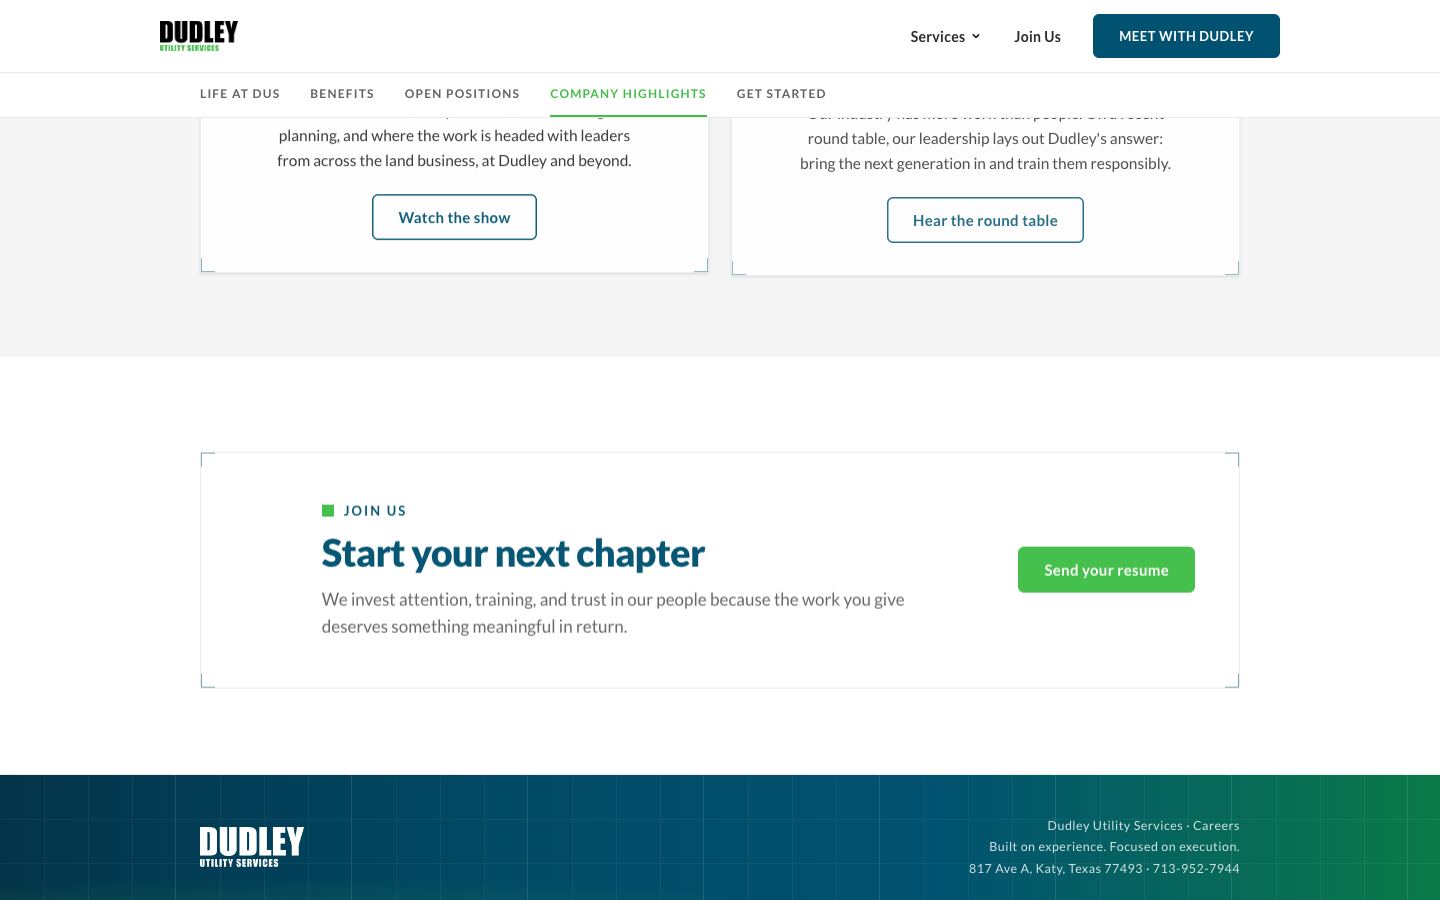 DUDLEY
UTILITY SERVICES
Services
Join Us
MEET WITH DUDLEY
LIFE AT DUS
BENEFITS
OPEN POSITIONS
COMPANY HIGHLIGHTS
GET STARTED
planning, and where the work is headed with leaders
from across the land business, at Dudley and beyond.
Watch the show
round table, our leadership lays out Dudley's answer:
bring the next generation in and train them responsibly.
Hear the round table
JOIN US
Start your next chapter
We invest attention, training, and trust in our people because the work you give
deserves something meaningful in return.
Send your resume
DUDLEY
UTILITY SERVICES
Dudley Utility Services · Careers
Built on experience. Focused on execution.
817 Ave A, Katy, Texas 77493 · 713-952-7944